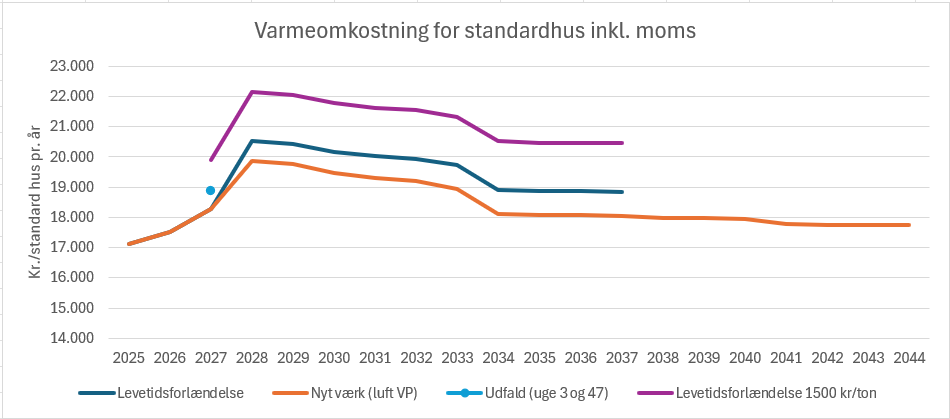 Varmeomkostning for standardhus inkl. moms
Kr./standard hus pr. år
23.000
22.000
21.000
20.000
19.000
18.000
17.000
16.000
15.000
14.000
2025 2026 2027 2028 2029 2030 2031 2032 2033 2034 2035 2036 2037 2038 2039 2040 2041 2042 2043 2044
Levetidsforlændelse Nyt værk (luft VP) Udfald (uge 3 og 47) Levetidsforlændelse 1500 kr/ton